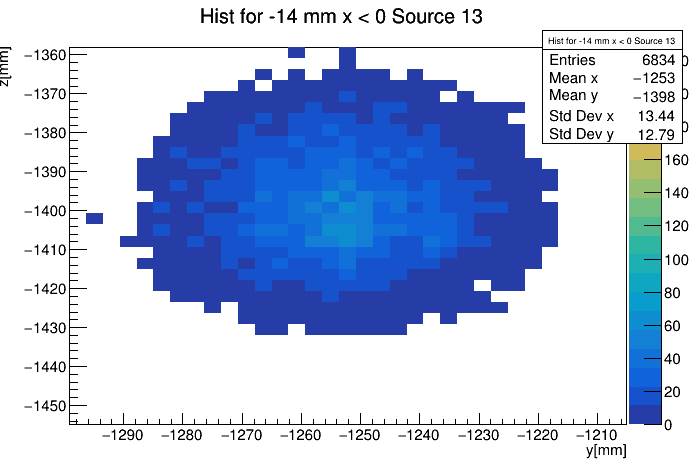 Hist for -14 mm x < 0 Source 13
z[mm]
Hist for -14 mm x < 0 Source 13
Entries 6834
Mean x −1253
Mean y −1398
Std Dev x 13.44
Std Dev y 12.79
−1360
−1370
−1380
−1390
−1400
−1410
−1420
−1430
−1440
−1450
160
140
120
100
80
60
40
20
0
−1290 −1280 −1270 −1260 −1250 −1240 −1230 −1220 −1210
y[mm]